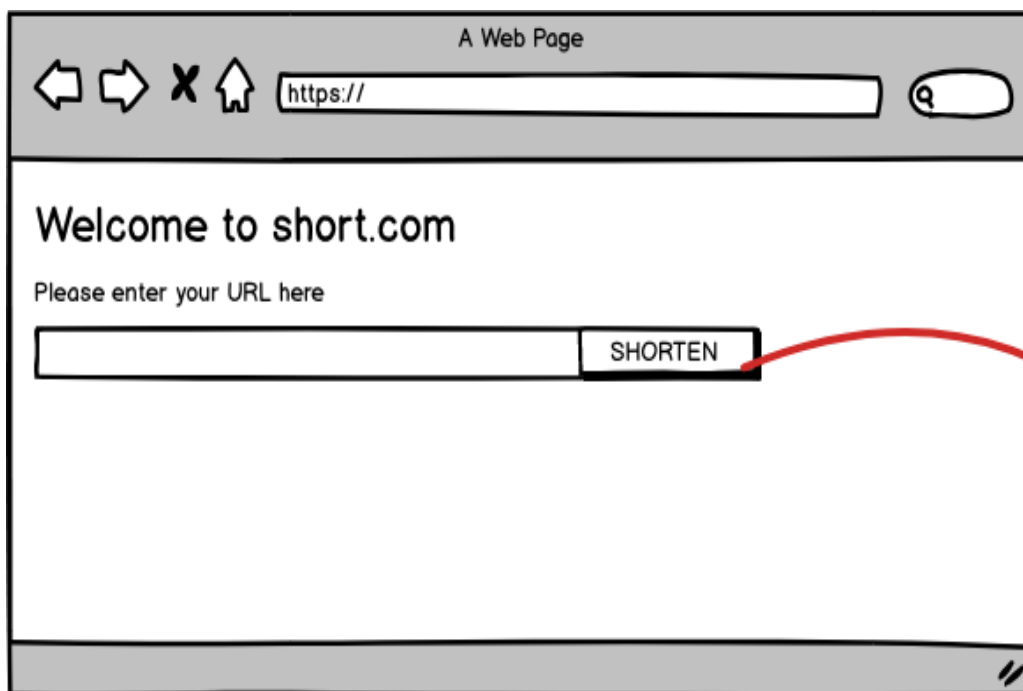 A Web Page
https://
Welcome to short.com
Please enter your URL here
SHORTEN